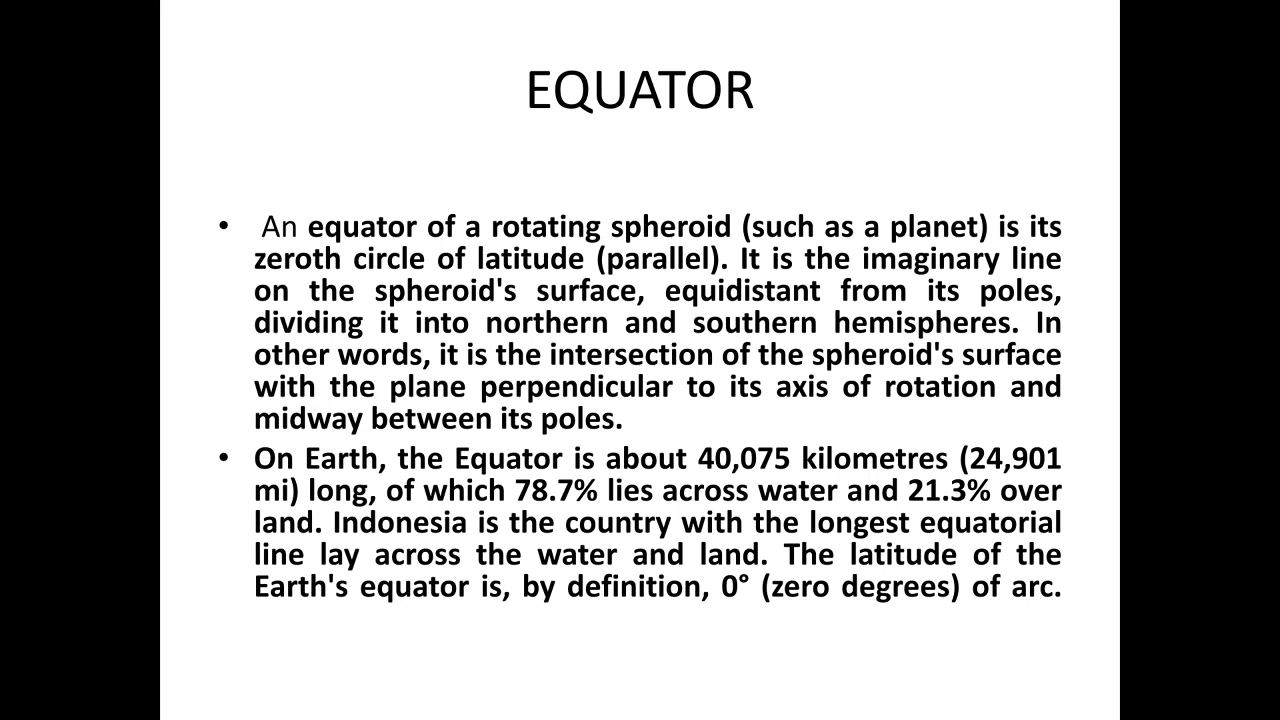 EQUATOR
• An equator of a rotating spheroid (such as a planet) is its
zeroth circle of latitude (parallel). It is the imaginary line
on the spheroid's surface, equidistant from its poles,
dividing it into northern and southern hemispheres. In
other words, it is the intersection of the spheroid's surface
with the plane perpendicular to its axis of rotation and
midway between its poles.
• On Earth, the Equator is about 40,075 kilometres (24,901
mi) long, of which 78.7% lies across water and 21.3% over
land. Indonesia is the country with the longest equatorial
line lay across the water and land. The latitude of the
Earth's equator is, by definition, 0° (zero degrees) of arc.